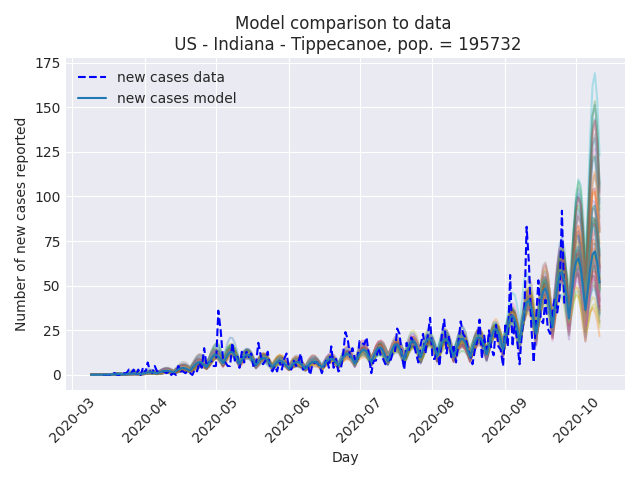 Model comparison to data
US - Indiana - Tippecanoe, pop. = 195732
new cases data
new cases model
Number of new cases reported
175
150
125
100
75
50
25
0
2020-03
2020-04
2020-05
2020-06
2020-07
2020-08
2020-09
2020-10
Day